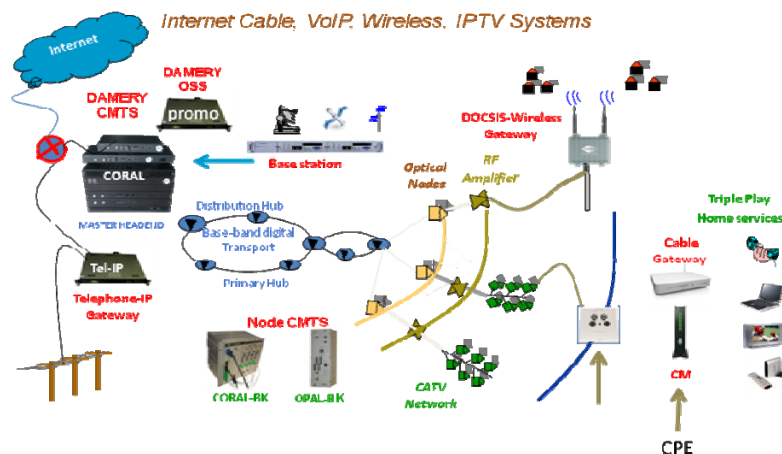 Internet Cable, VoIP, Wireless, IPTV Systems
Internet
DAMERY
OSS
DAMERY
CMTS
promo
DOCSIS-Wireless
Gateway
CORAL
Base station
Optical
Nodes
RF
Amplifier
MASTER HEADEND
Distribution Hub
Base-band digital
Transport
Primary Hub
Triple Play
Home services
Cable
Gateway
Tel-IP
Telephone-IP
Gateway
Node CMTS
CORAL-BK
OPAL-BK
CATV
Network
CM
CPE